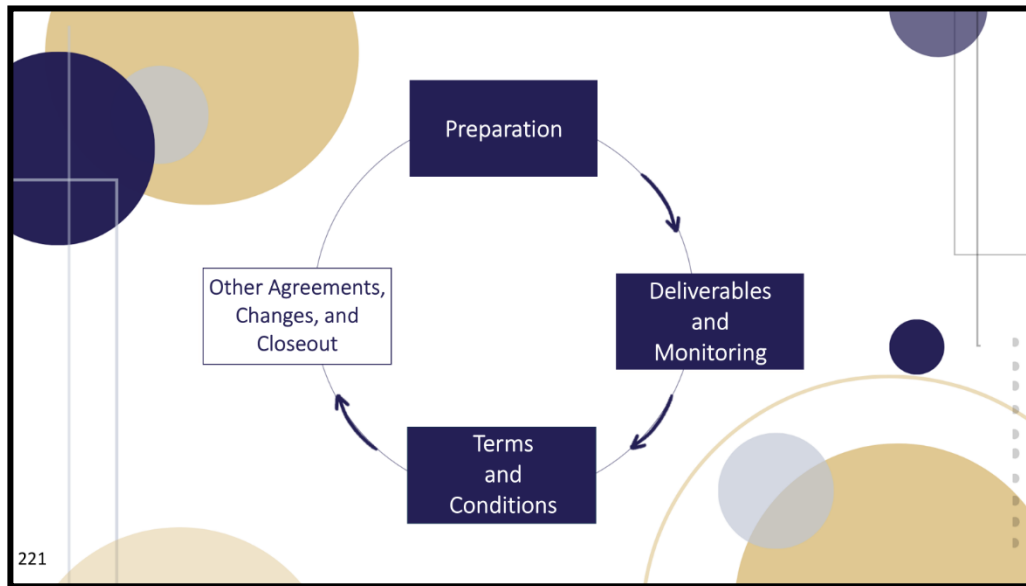 Preparation
Deliverables
and
Monitoring
Terms
and
Conditions
Other Agreements,
Changes, and
Closeout
221